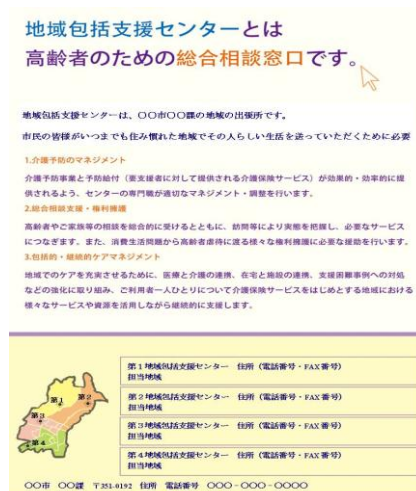 地域包括支援センターとは
高齢者のための総合相談窓口です。
地域包括支援センターは、〇〇市〇〇課の地域の出張所です。
市民の皆様がいつまでも住み慣れた地域でその人らしい生活を送っていただくために必要
1.介護予防のマネジメント
介護予防事業と予防給付（要支援者に対して提供される介護保険サービス）が効果的・効率的に提
供されるよう、センターの専門職が適切なマネジメント・調整を行います。
2.総合相談支援・権利擁護
高齢者やご家族等の相談を総合的に受けるとともに、訪問等により実態を把握し、必要なサービス
につなぎます。また、消費生活問題から高齢者虐待に渡る様々な権利擁護に必要な援助を行います。
3.包括的・継続的ケアマネジメント
地域でのケアを充実させるために、医療と介護の連携、在宅と施設の連携、支援困難事例への対処
などの強化に取り組み、ご利用者一人ひとりについて介護保険サービスをはじめとする地域における
様々なサービスや資源を活用しながら継続的に支援します。
第1地域包括支援センター　住所（電話番号・FAX番号）
担当地域
第2地域包括支援センター　住所（電話番号・FAX番号）
担当地域
第3地域包括支援センター　住所（電話番号・FAX番号）
担当地域
第4地域包括支援センター　住所（電話番号・FAX番号）
担当地域
第1
第2
第3
第4
〇〇市　〇〇課　〒351-0192　住所　電話番号　〇〇〇-〇〇〇-〇〇〇〇